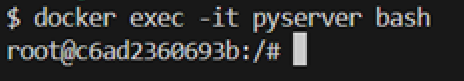 $ docker exec -it pyserver bash
root@c6ad2360693b:/#